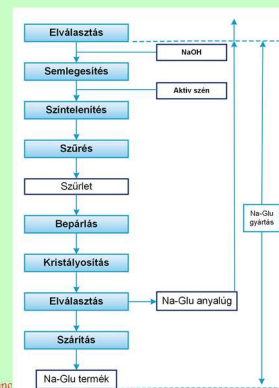 Elválasztás
NaOH
Semlegesítés
Aktív szén
Színtelenítés
Szűrés
Szűrlet
Bepárlás
Na-Glu
gyártás
Kristályosítás
Elválasztás
Na-Glu anyalúg
Szárítás
Na-Glu termék